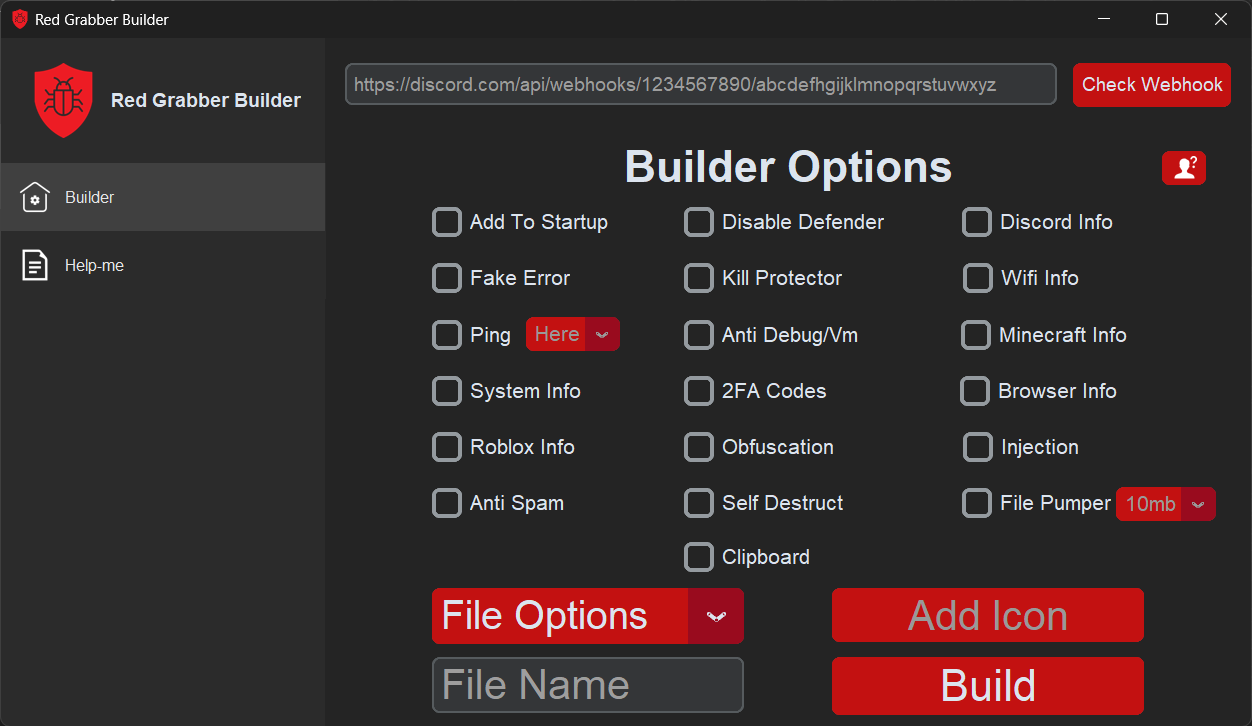 Red Grabber Builder
Red Grabber Builder
https://discord.com/api/webhooks/1234567890/abcdefhgijklmnopqrstuvwxyz
Check Webhook
Builder
Help-me
Builder Options
?
Add To Startup
Disable Defender
Discord Info
Fake Error
Kill Protector
Wifi Info
Ping
Here
Anti Debug/Vm
Minecraft Info
System Info
2FA Codes
Browser Info
Roblox Info
Obfuscation
Injection
Anti Spam
Self Destruct
File Pumper
10mb
Clipboard
File Options
Add Icon
File Name
Build